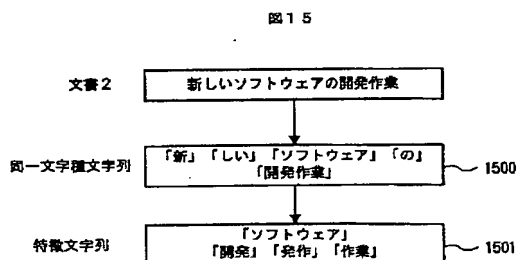 図15
文書2
新しいソフトウェアの開発作業
同一文字種文字列
「新」「しい」「ソフトウェア」「の」
「開発作業」
1500
特徴文字列
「ソフトウェア」
「開発」「発作」「作業」
1501